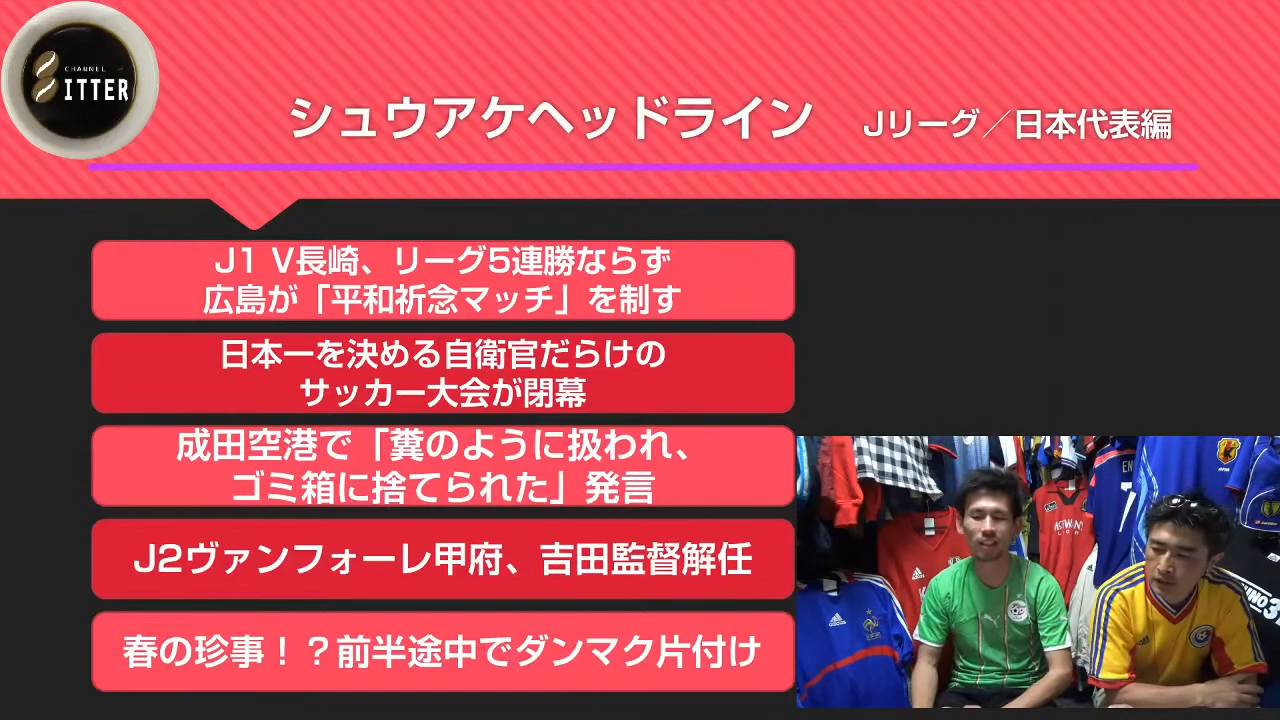 CHANNEL
BITTER
シュウアケヘッドライン Jリーグ／日本代表編
J1 V長崎、リーグ5連勝ならず
広島が「平和祈念マッチ」を制す
日本一を決める自衛官だらけの
サッカー大会が閉幕
成田空港で「糞のように扱われ、
ゴミ箱に捨てられた」発言
J2ヴァンフォーレ甲府、吉田監督解任
春の珍事！？前半途中でダンマク片付け